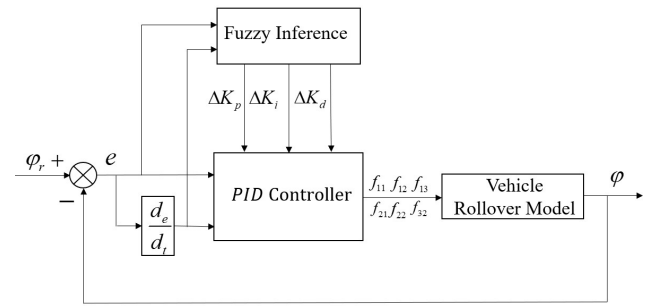 Fuzzy Inference
ΔK_p ΔK_i ΔK_d
φ_r + e
−
PID Controller
f_11 f_12 f_13
f_21 f_22 f_32
Vehicle
Rollover Model
φ
d_e
d_t